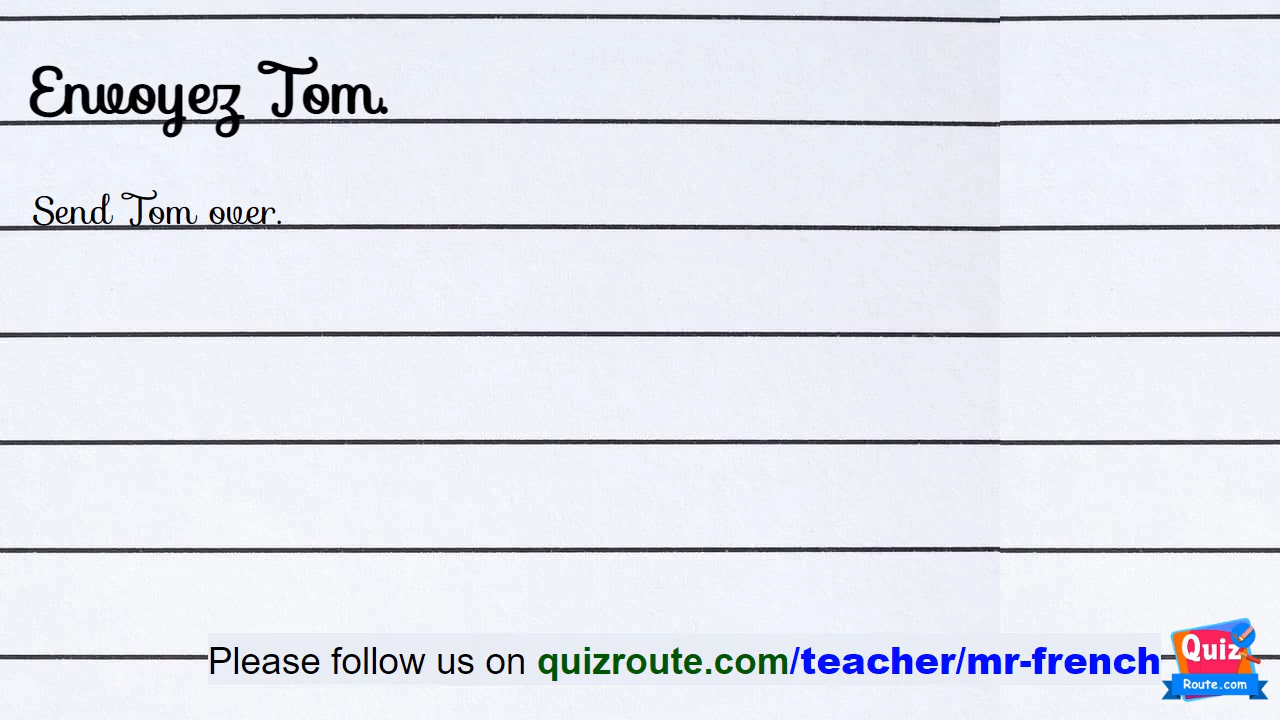 Envoyez Tom.
Send Tom over.
Please follow us on quizroute.com/teacher/mr-french
Quiz
Route.com